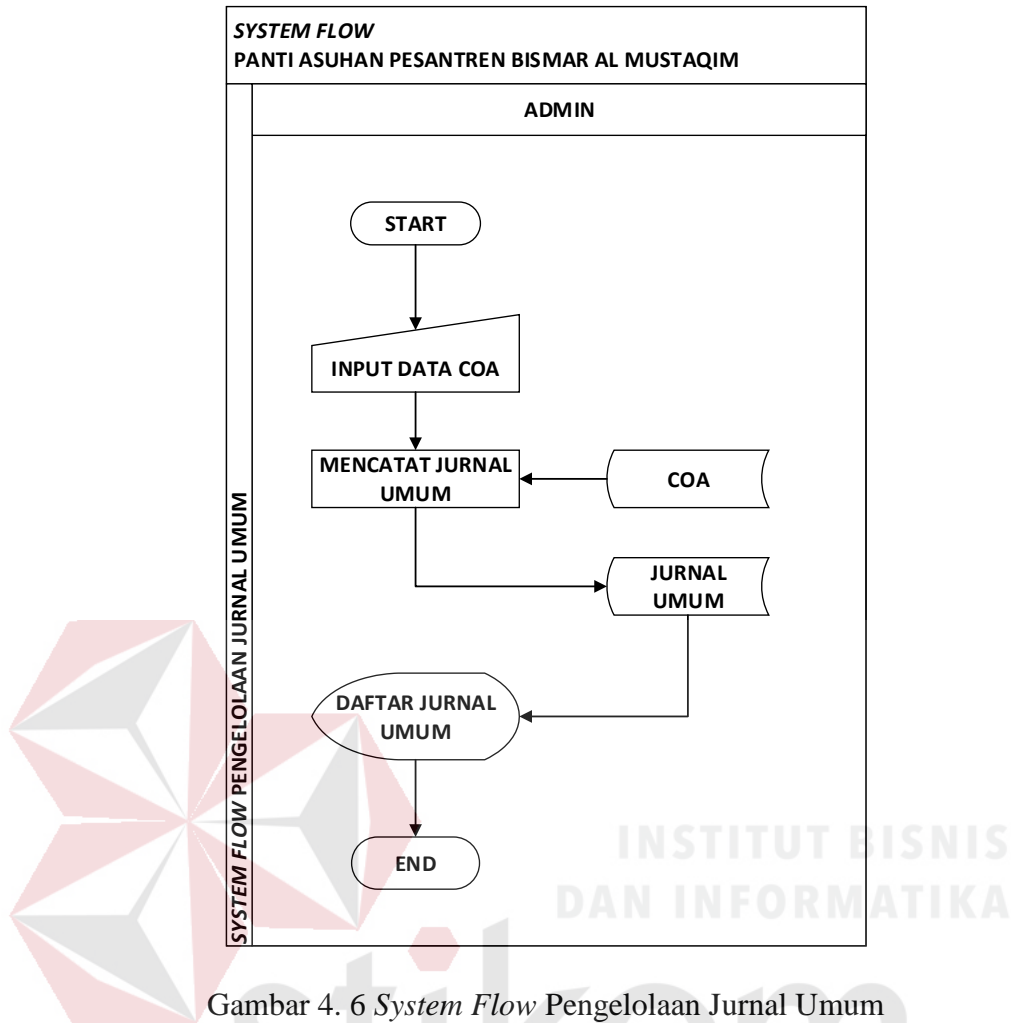 SYSTEM FLOW
PANTI ASUHAN PESANTREN BISMAR AL MUSTAQIM
ADMIN
SYSTEM FLOW PENGELOLAAN JURNAL UMUM
START
INPUT DATA COA
MENCATAT JURNAL
UMUM
COA
JURNAL
UMUM
DAFTAR JURNAL
UMUM
END
INSTITUT BISNIS
DAN INFORMATIKA
stikom
Gambar 4. 6 System Flow Pengelolaan Jurnal Umum